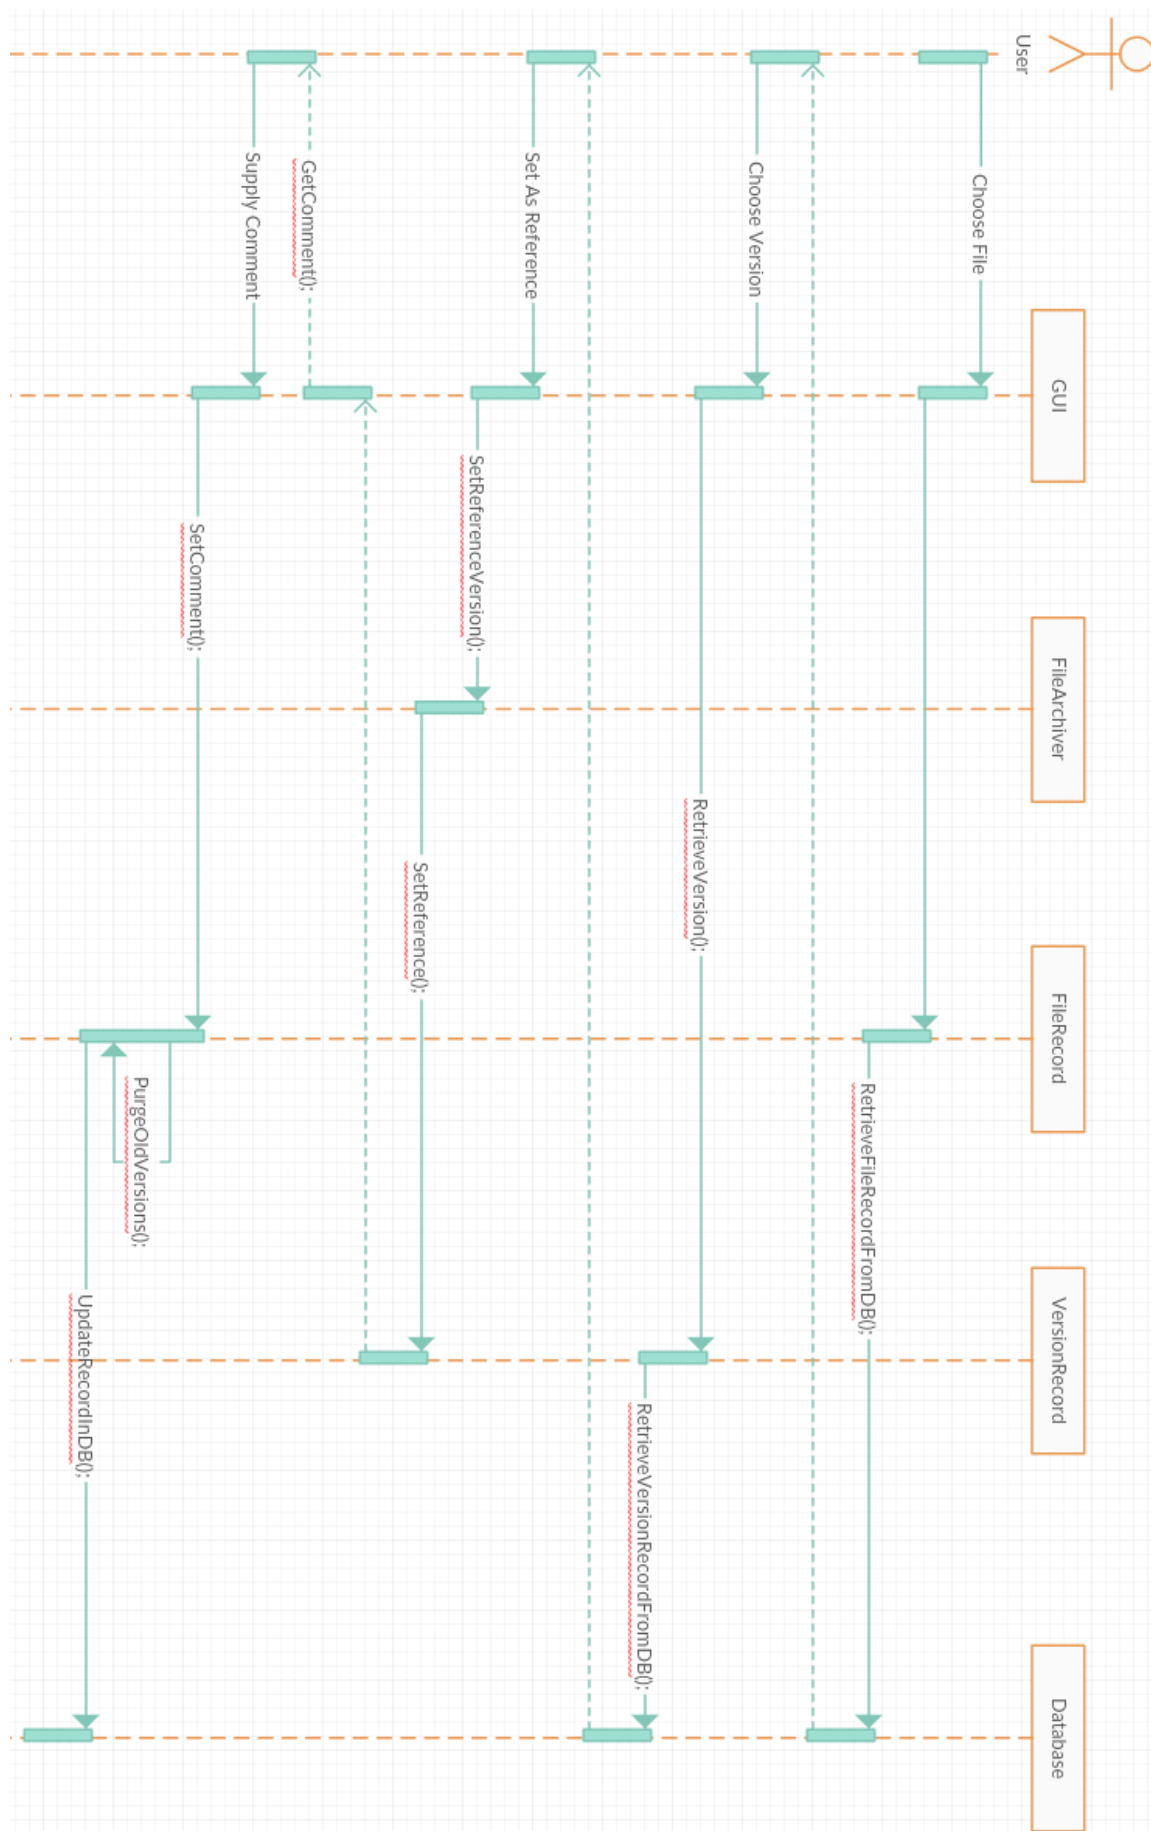 User
GUI
FileArchiver
FileRecord
VersionRecord
Database
Choose File
RetrieveFileRecordFromDB();
Choose Version
RetrieveVersion();
RetrieveVersionRecordFromDB();
Set As Reference
SetReferenceVersion();
SetReference();
GetComment();
Supply Comment
SetComment();
PurgeOldVersions();
UpdateRecordInDB();